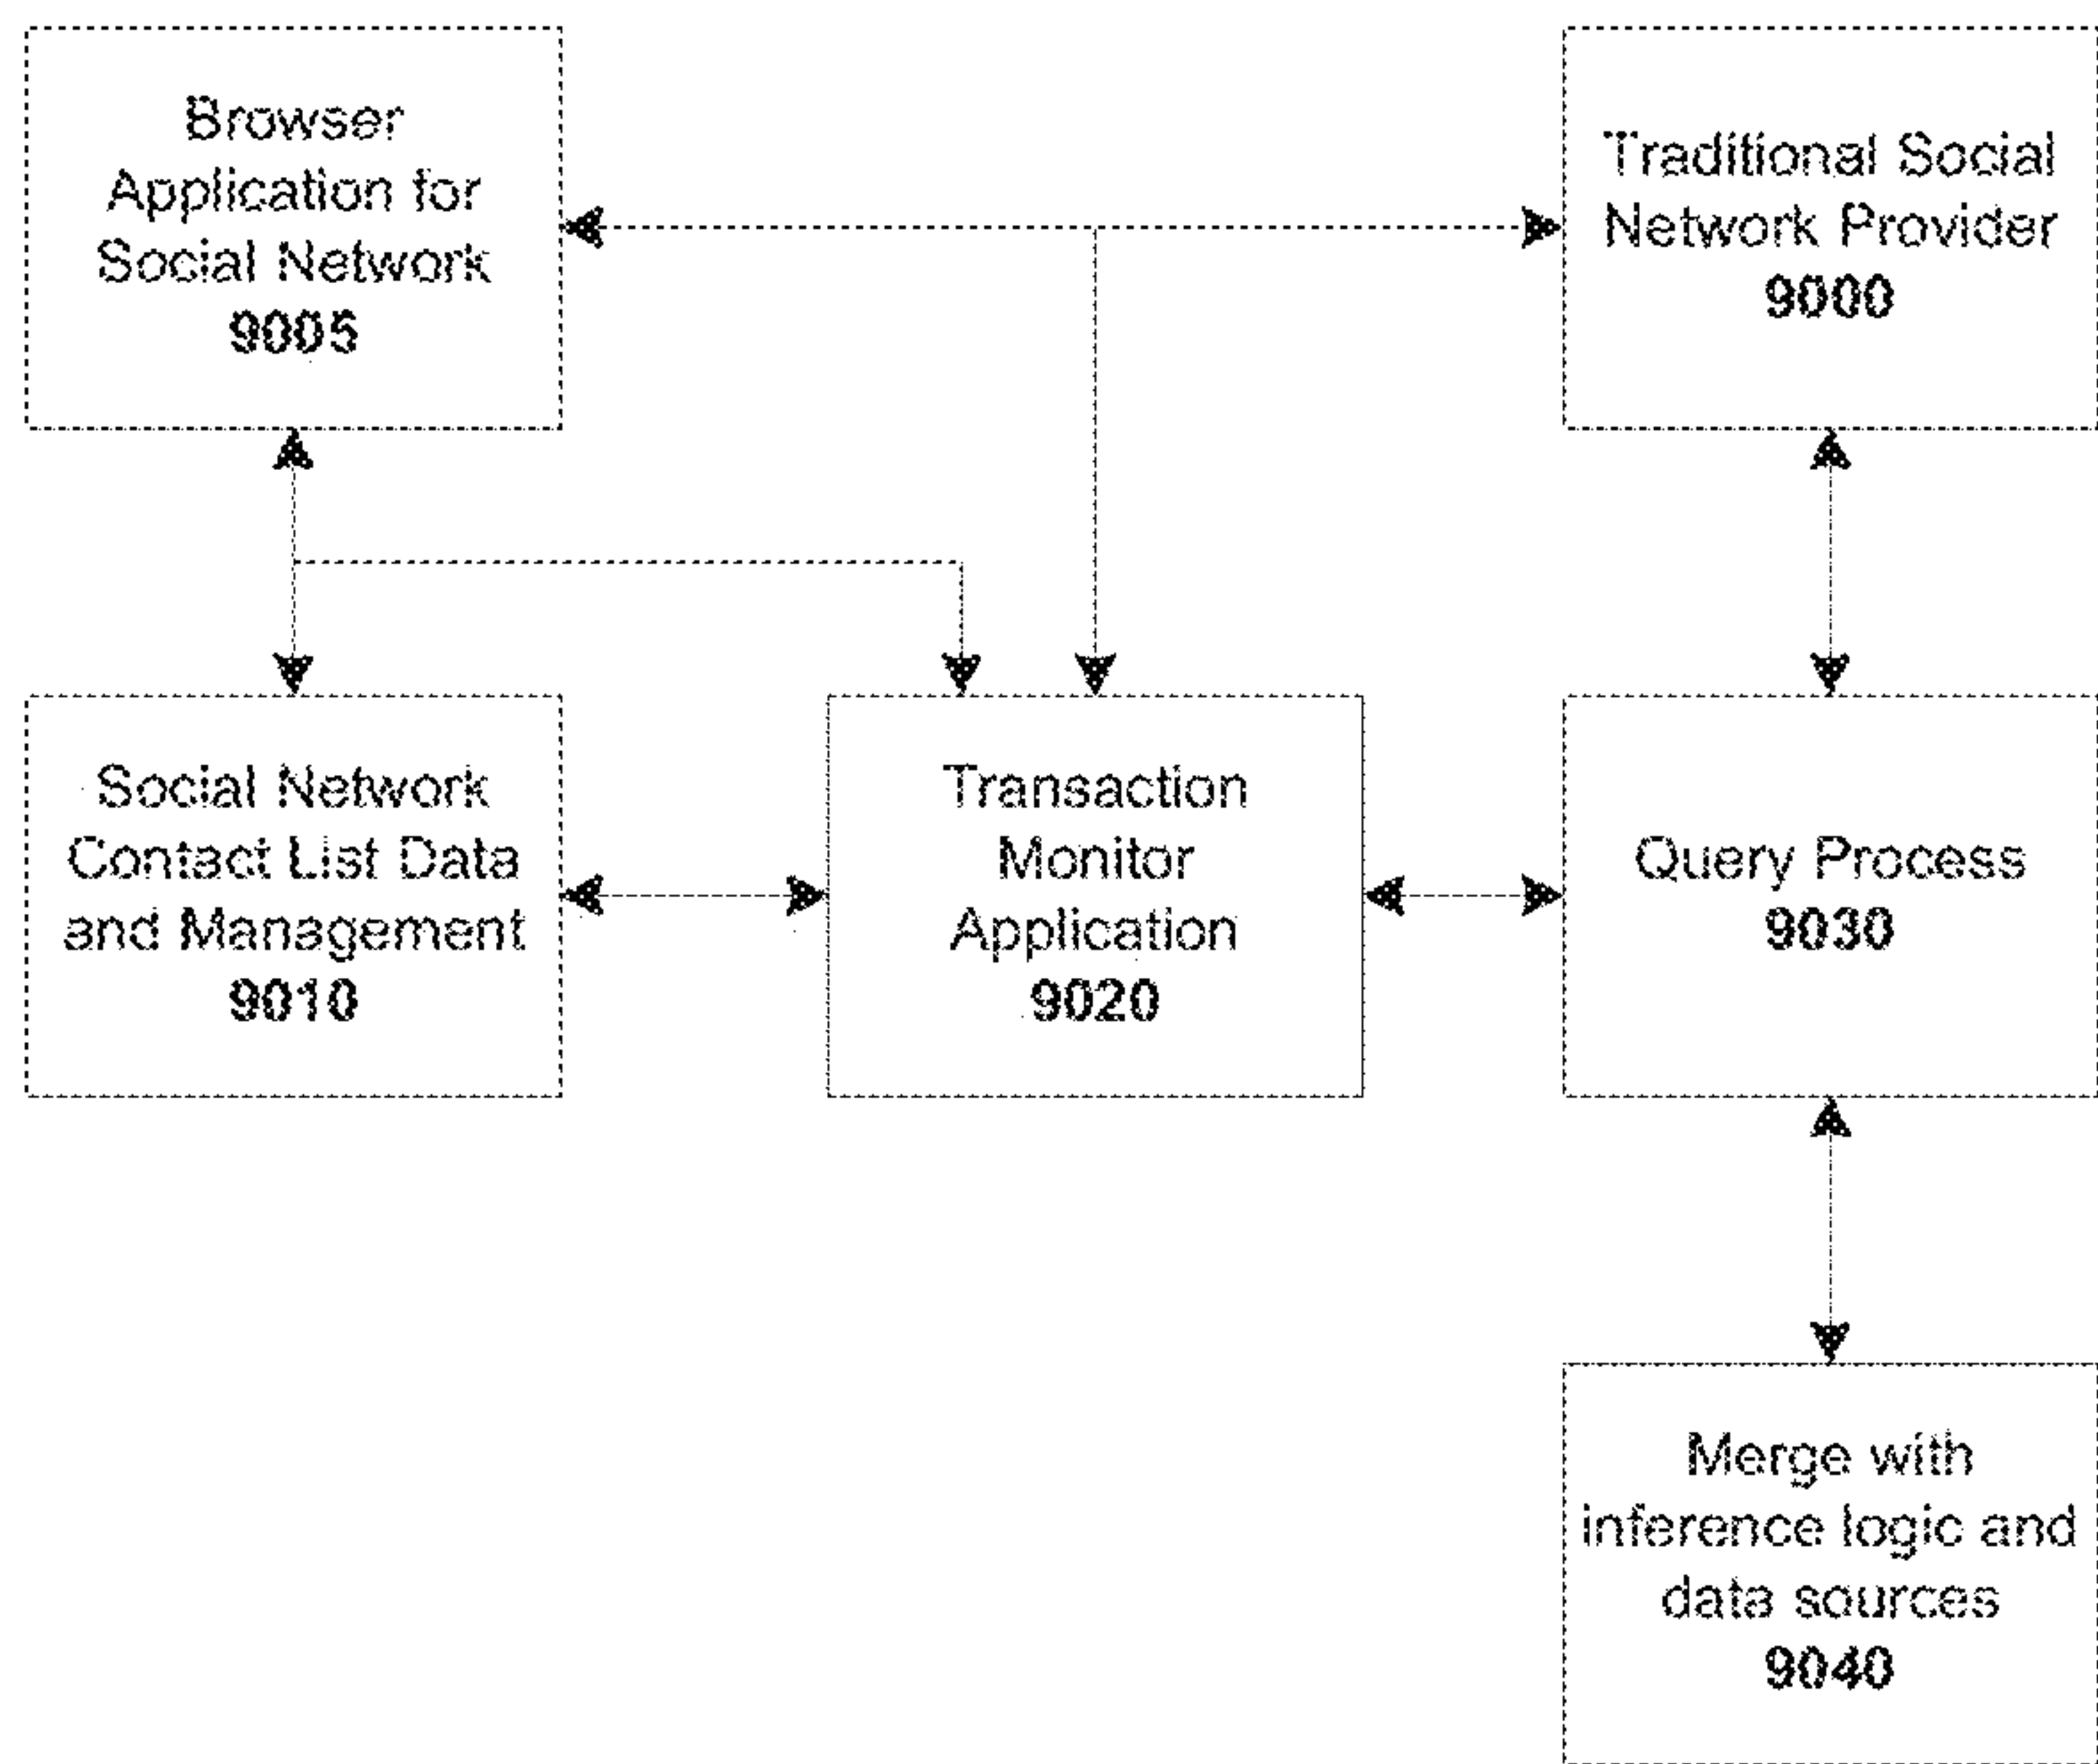 Browser
Application for
Social Network
9005
Traditional Social
Network Provider
9000
Social Network
Contact List Data
and Management
9010
Transaction
Monitor
Application
9020
Query Process
9030
Merge with
inference logic and
data sources
9040